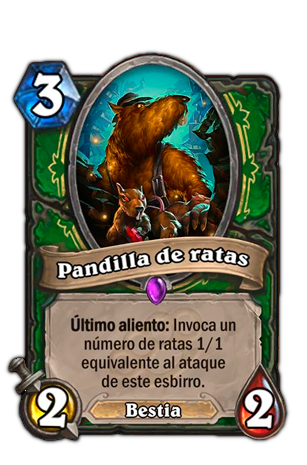 3
Pandilla de ratas
Último aliento: Invoca un
número de ratas 1/1
equivalente al ataque
de este esbirro.
2
Bestia
2